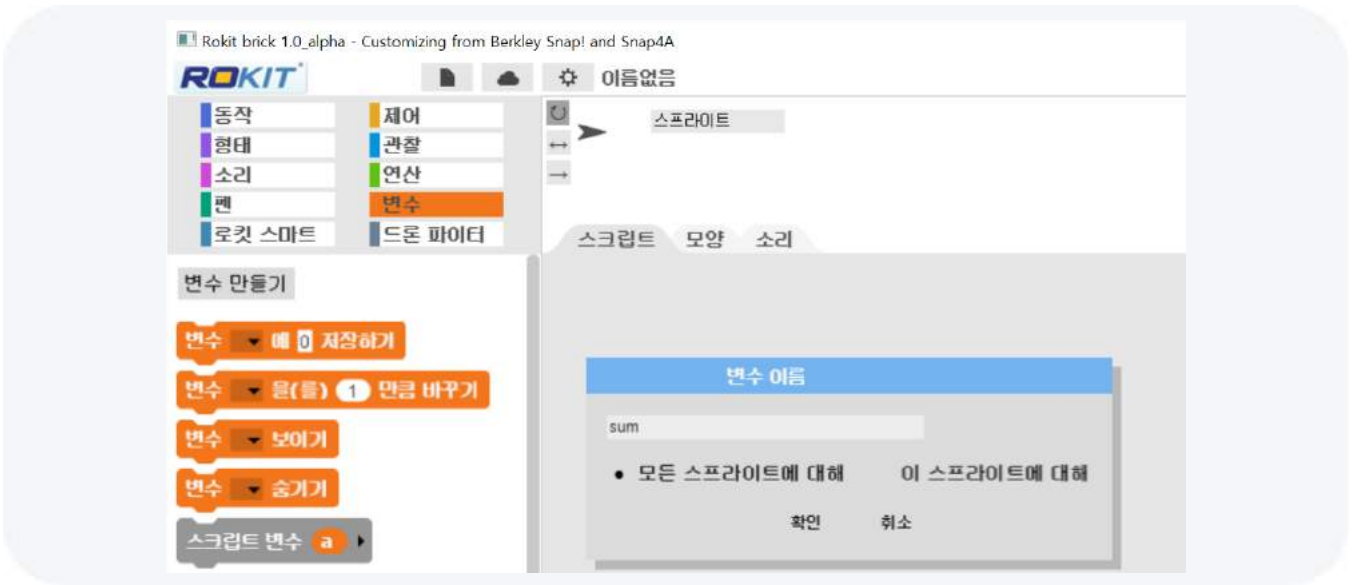 Rokit brick 1.0_alpha - Customizing from Berkley Snap! and Snap4A
ROKIT 이름없음
동작 제어
형태 관찰
소리 연산
펜 변수
로킷 스마트 드론 파이터
스프라이트
스크립트 모양 소리
변수 만들기
변수 에 0 저장하기
변수 을(를) 1 만큼 바꾸기
변수 보이기
변수 숨기기
스크립트 변수 a
변수 이름
sum
모든 스프라이트에 대해 이 스프라이트에 대해
확인 취소